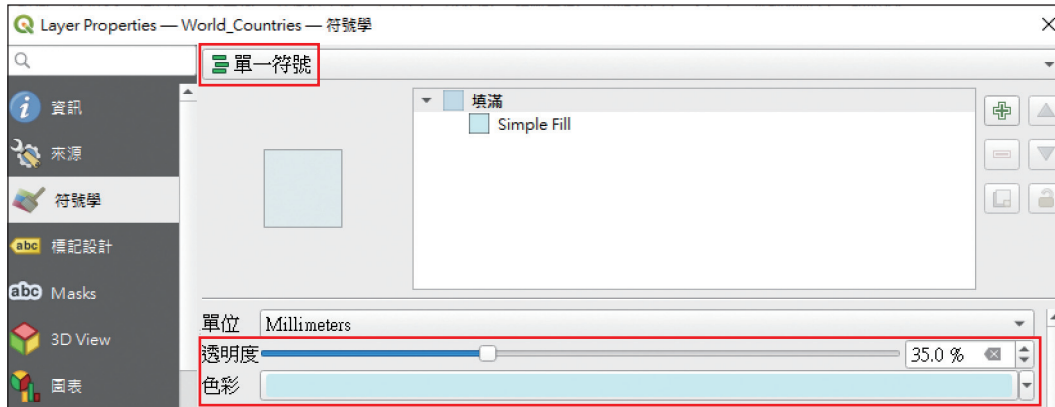 Layer Properties — World_Countries — 符號學
單一符號
資訊
來源
符號學
abc 標記設計
abc Masks
3D View
圖表
填滿
Simple Fill
單位 Millimeters
透明度 35.0 %
色彩